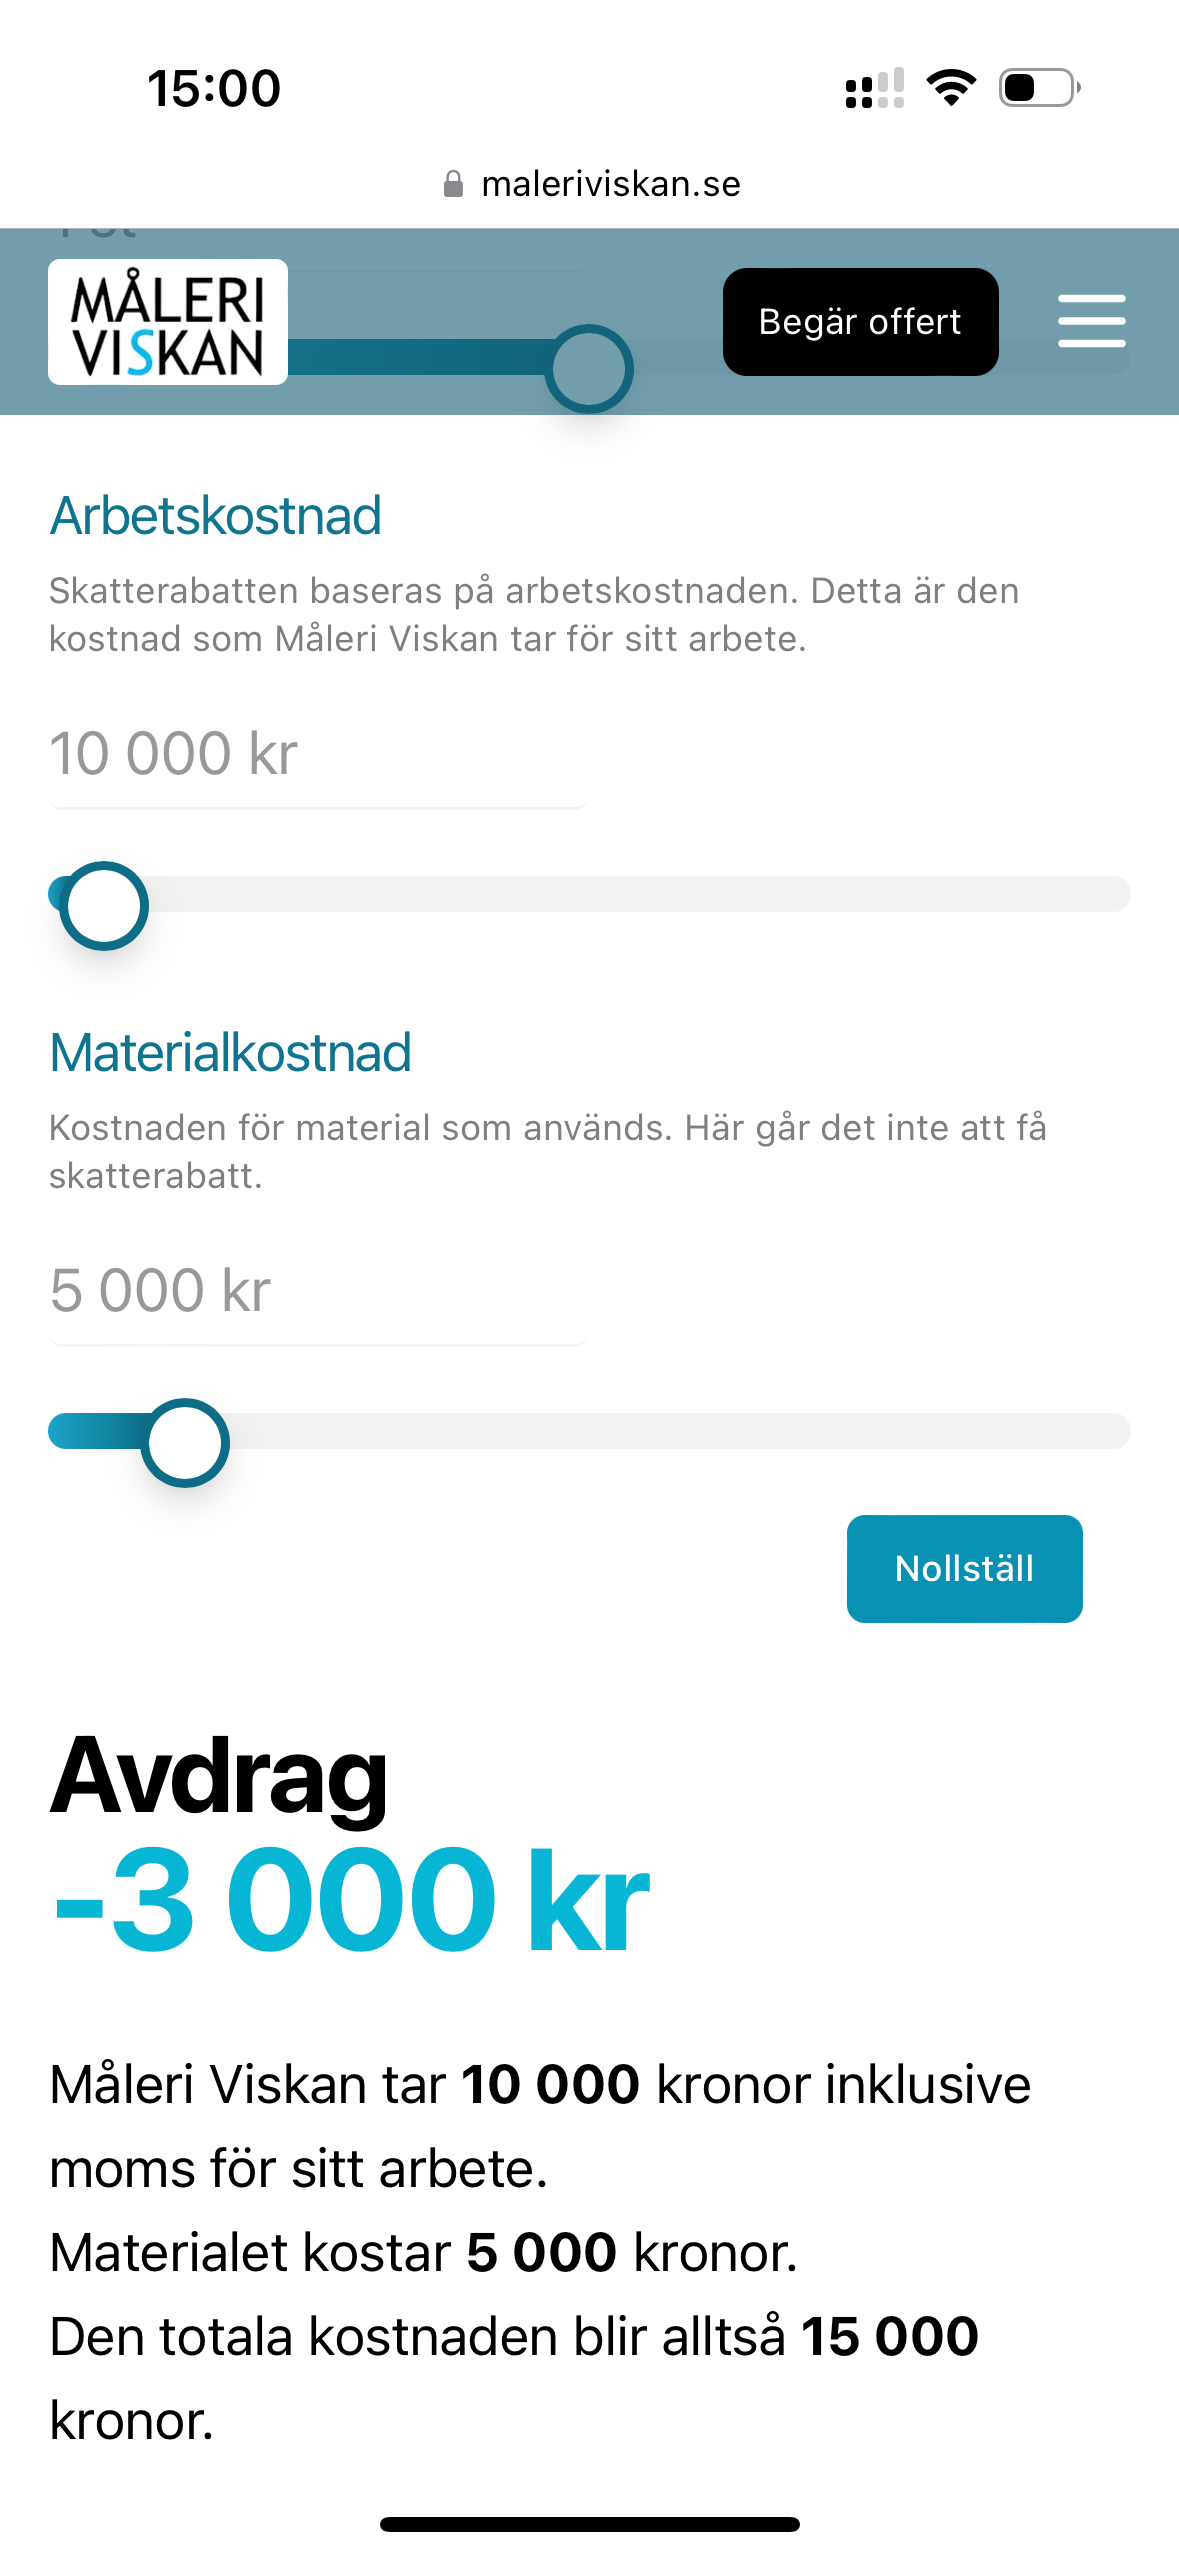 15:00
maleriviskan.se
MÅLERI
VISKAN
Begär offert
Arbetskostnad
Skatterabatten baseras på arbetskostnaden. Detta är den
kostnad som Måleri Viskan tar för sitt arbete.
10 000 kr
Materialkostnad
Kostnaden för material som används. Här går det inte att få
skatterabatt.
5 000 kr
Nollställ
Avdrag
-3 000 kr
Måleri Viskan tar 10 000 kronor inklusive
moms för sitt arbete.
Materialet kostar 5 000 kronor.
Den totala kostnaden blir alltså 15 000
kronor.